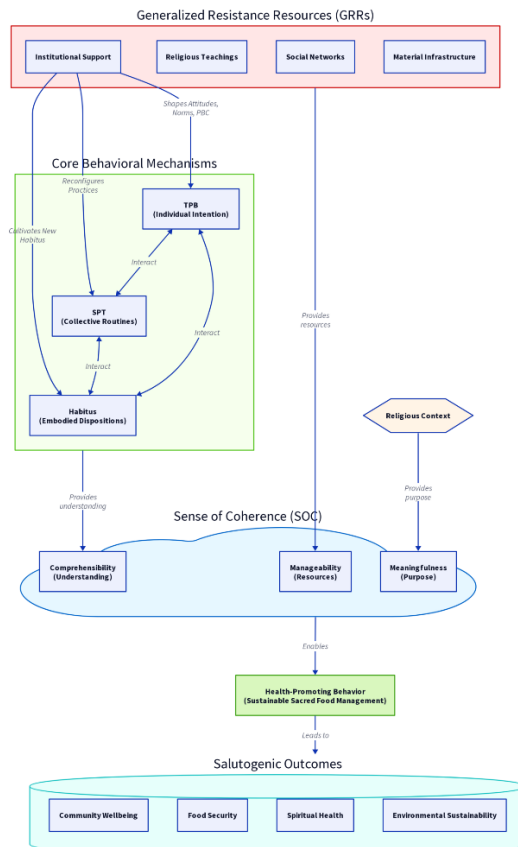 Generalized Resistance Resources (GRRs)
Institutional Support
Religious Teachings
Social Networks
Material Infrastructure
Shapes Attitudes,
Norms, PBC
Core Behavioral Mechanisms
Reconfigures
Practices
TPB
(Individual Intention)
Cultivates New
Habitus
Interact
SPT
(Collective Routines)
Provides
resources
Interact
Interact
Habitus
(Embodied Dispositions)
Religious Context
Provides
understanding
Provides
purpose
Sense of Coherence (SOC)
Comprehensibility
(Understanding)
Manageability
(Resources)
Meaningfulness
(Purpose)
Enables
Health-Promoting Behavior
(Sustainable Sacred Food Management)
Leads to
Salutogenic Outcomes
Community Wellbeing
Food Security
Spiritual Health
Environmental Sustainability